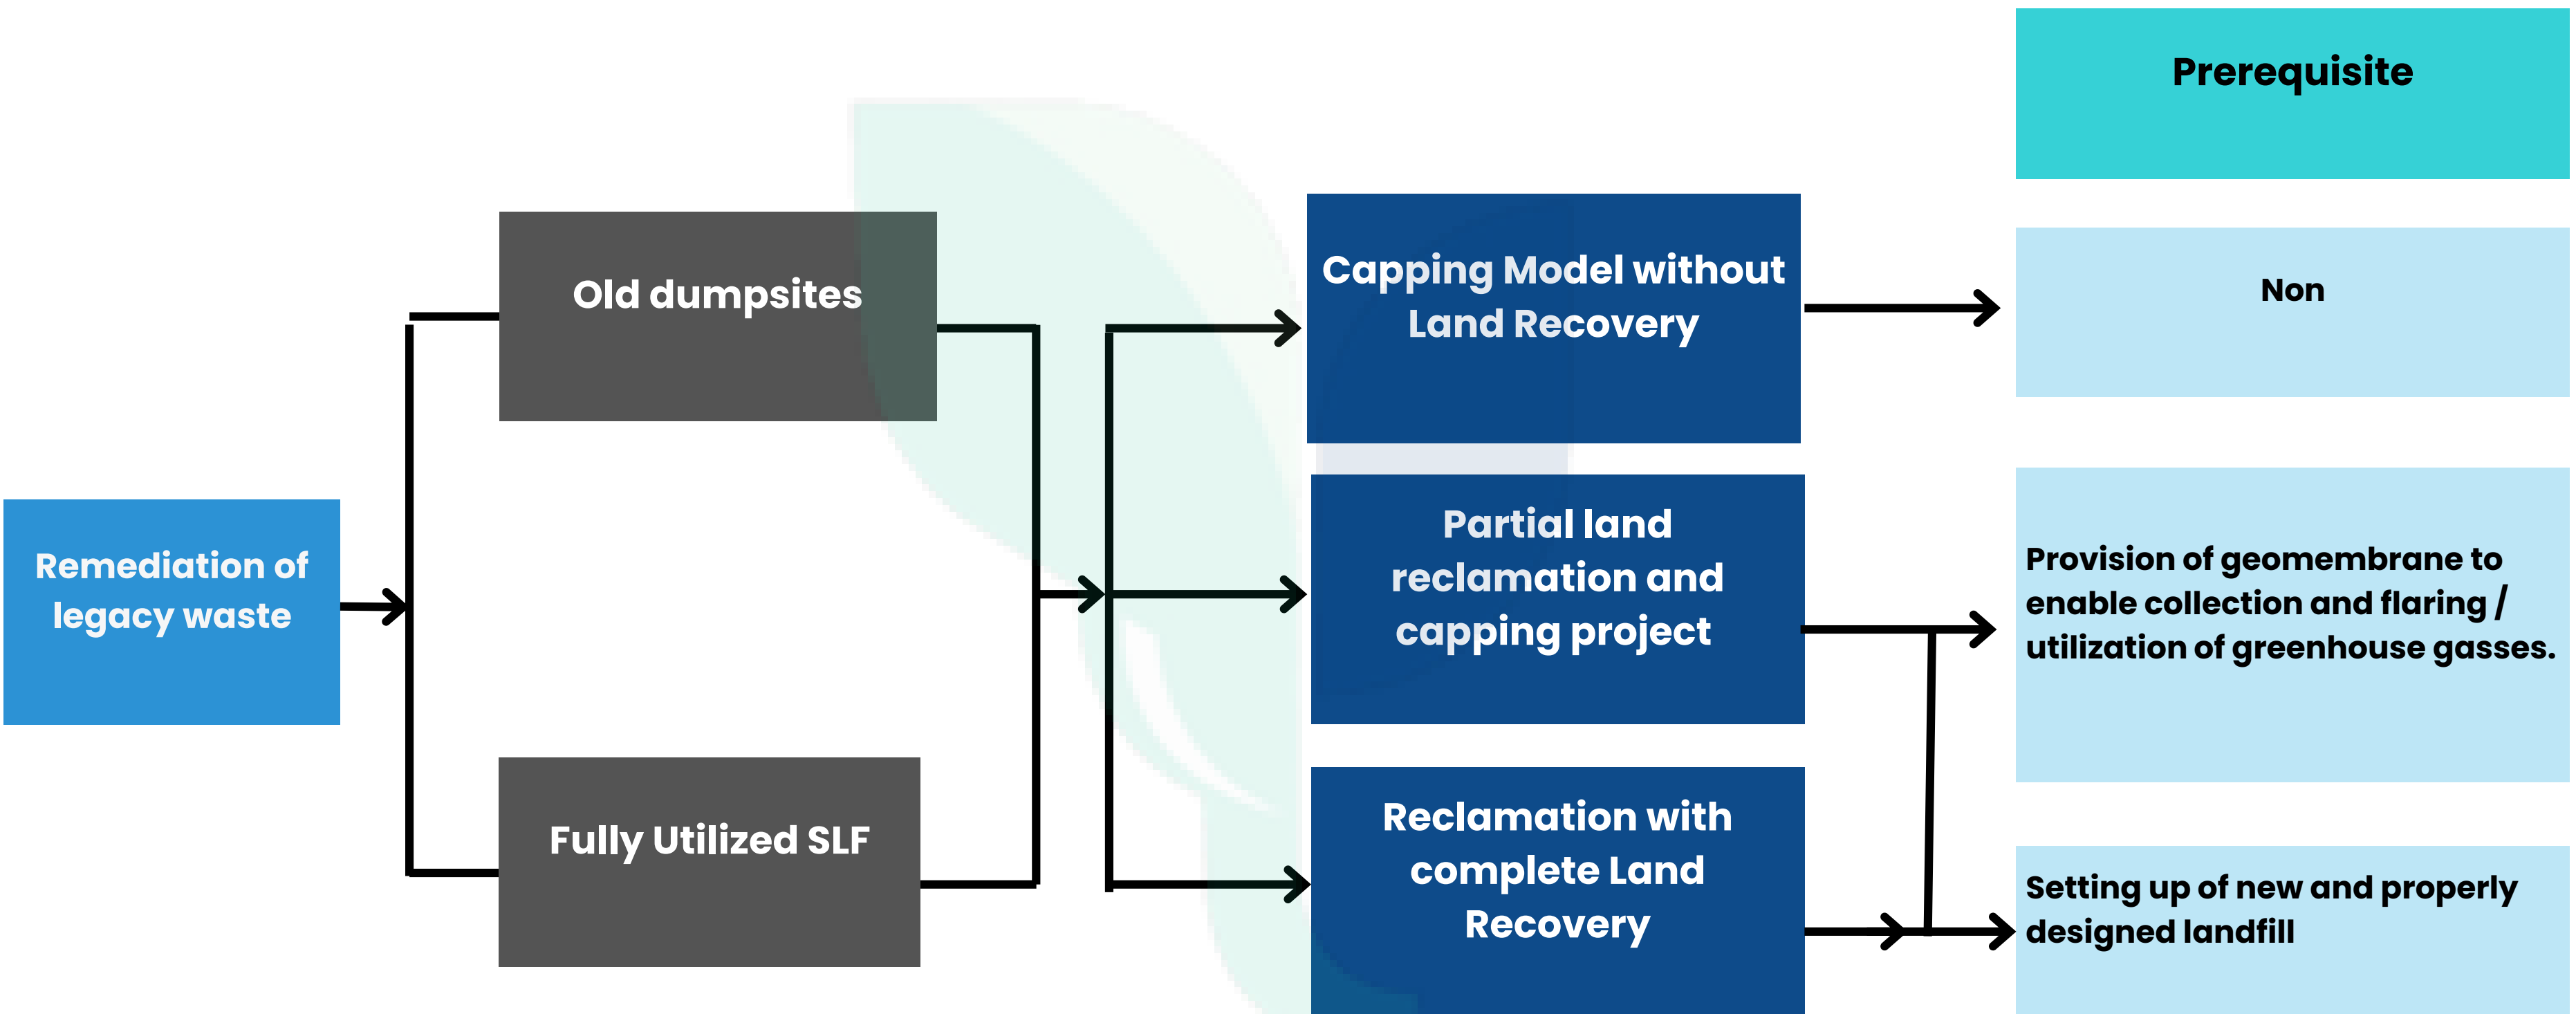 Prerequisite
Old dumpsites
Capping Model without
Land Recovery
Non
Remediation of
legacy waste
Partial land
reclamation and
capping project
Provision of geomembrane to
enable collection and flaring /
utilization of greenhouse gasses.
Fully Utilized SLF
Reclamation with
complete Land
Recovery
Setting up of new and properly
designed landfill